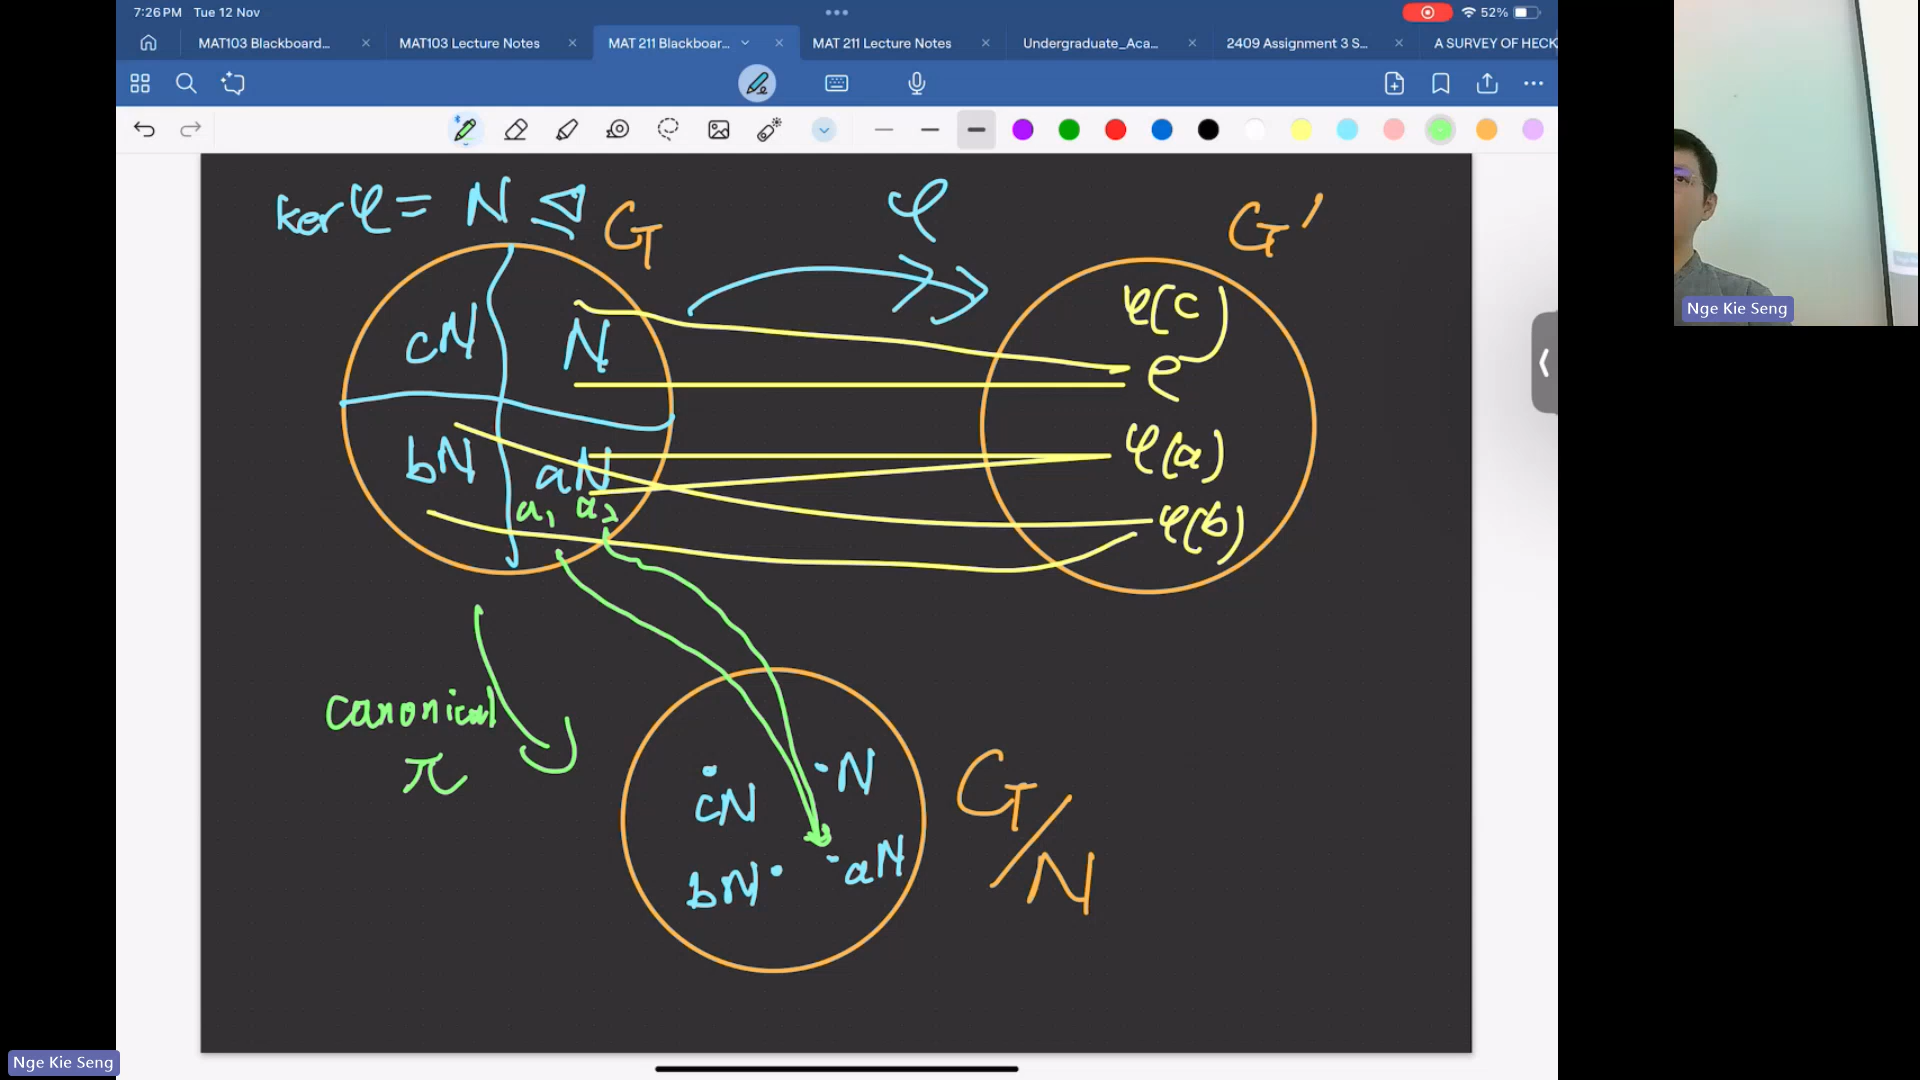 7:26 PM Tue 12 Nov
52%
MAT103 Blackboard...
MAT103 Lecture Notes
MAT 211 Blackboar...
MAT 211 Lecture Notes
Undergraduate_Aca...
2409 Assignment 3 S...
A SURVEY OF HECK
ker φ = N ⊴ G
φ
G'
cN
N
bN
aN
a₁ a₂
φ(c)
e
φ(a)
φ(b)
canonical
π
cN
N
bN
aN
G/N
Nge Kie Seng
Nge Kie Seng